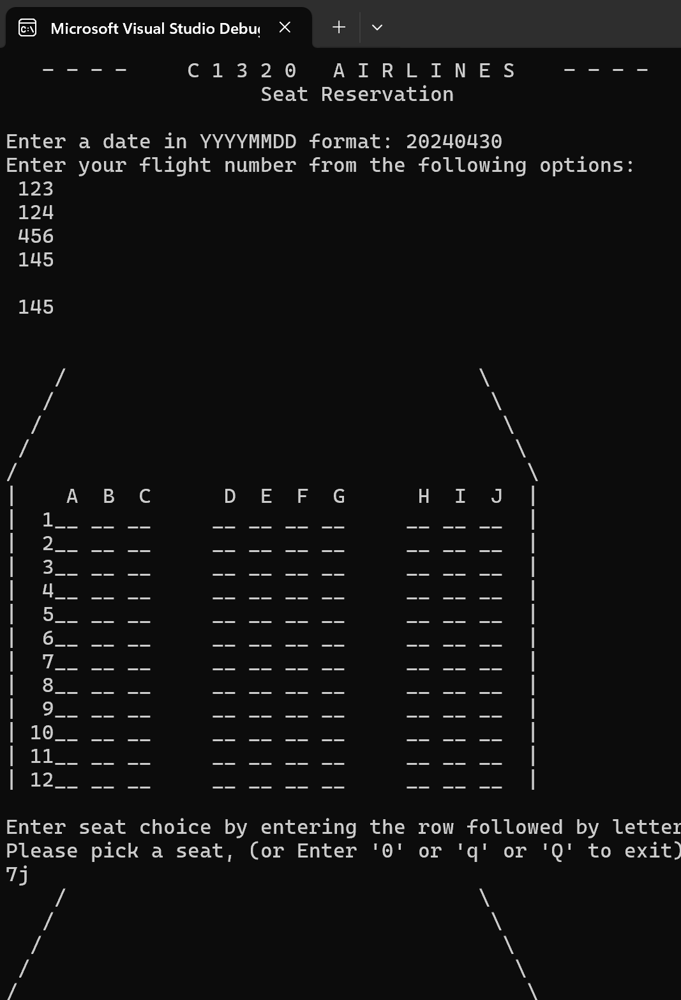 Microsoft Visual Studio Debu
- - - -     C 1 3 2 0   A I R L I N E S    - - - -
                     Seat Reservation
Enter a date in YYYYMMDD format: 20240430
Enter your flight number from the following options:
 123
 124
 456
 145
 145
    /                                  \
   /                                    \
  /                                      \
 /                                        \
/                                          \
|    A  B  C      D  E  F  G      H  I  J  |
|  1__ __ __     __ __ __ __     __ __ __  |
|  2__ __ __     __ __ __ __     __ __ __  |
|  3__ __ __     __ __ __ __     __ __ __  |
|  4__ __ __     __ __ __ __     __ __ __  |
|  5__ __ __     __ __ __ __     __ __ __  |
|  6__ __ __     __ __ __ __     __ __ __  |
|  7__ __ __     __ __ __ __     __ __ __  |
|  8__ __ __     __ __ __ __     __ __ __  |
|  9__ __ __     __ __ __ __     __ __ __  |
| 10__ __ __     __ __ __ __     __ __ __  |
| 11__ __ __     __ __ __ __     __ __ __  |
| 12__ __ __     __ __ __ __     __ __ __  |
Enter seat choice by entering the row followed by letter
Please pick a seat, (or Enter '0' or 'q' or 'Q' to exit)
7j
    /                                  \
   /                                    \
  /                                      \
 /                                        \
/                                          \